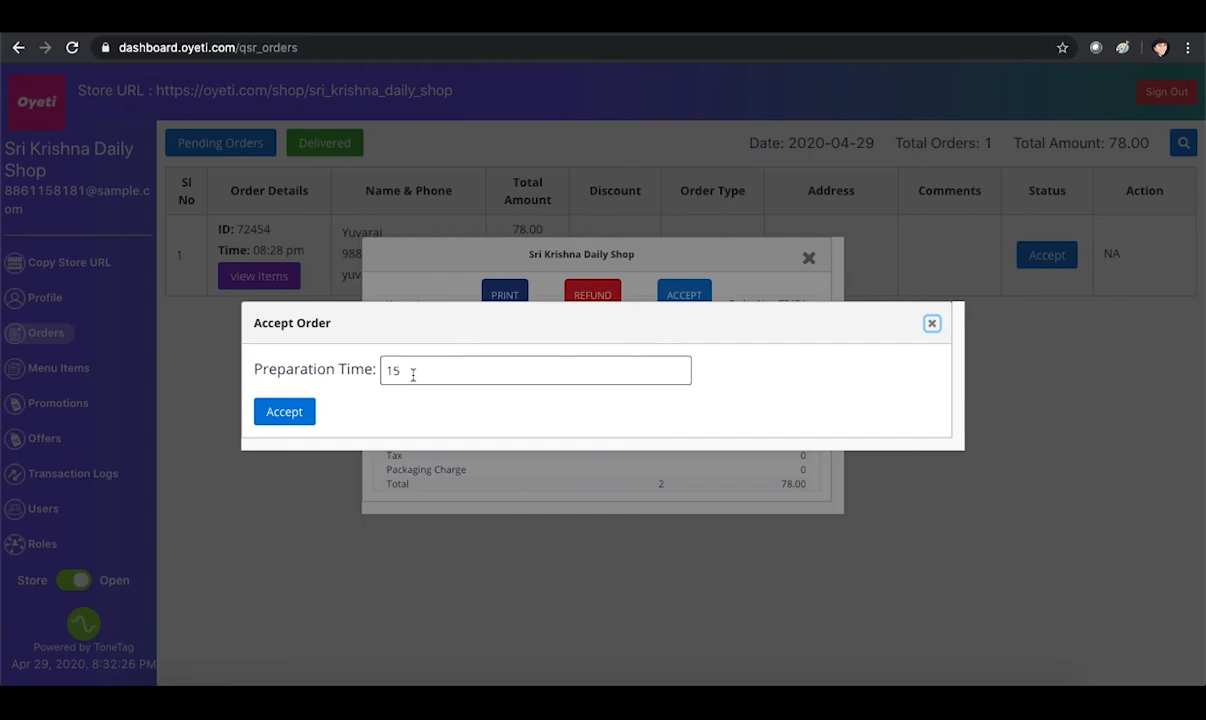 dashboard.oyeti.com/qsr_orders
Oyeti
Store URL : https://oyeti.com/shop/sri_krishna_daily_shop
Sign Out
Sri Krishna Daily
Shop
8861158181@sample.c
om
Copy Store URL
Profile
Orders
Menu Items
Promotions
Offers
Transaction Logs
Users
Roles
Store Open
Powered by ToneTag
Apr 29, 2020, 8:32:26 PM
Pending Orders Delivered Date: 2020-04-29 Total Orders: 1 Total Amount: 78.00
Sl No Order Details Name & Phone Total Amount Discount Order Type Address Comments Status Action
1 ID: 72454 Yuvaraj 78.00
Time: 08:28 pm 988 Accept NA
view items yuv
Sri Krishna Daily Shop
PRINT REFUND ACCEPT
Accept Order
Preparation Time: 15
Accept
Tax 0
Packaging Charge 0
Total 2 78.00